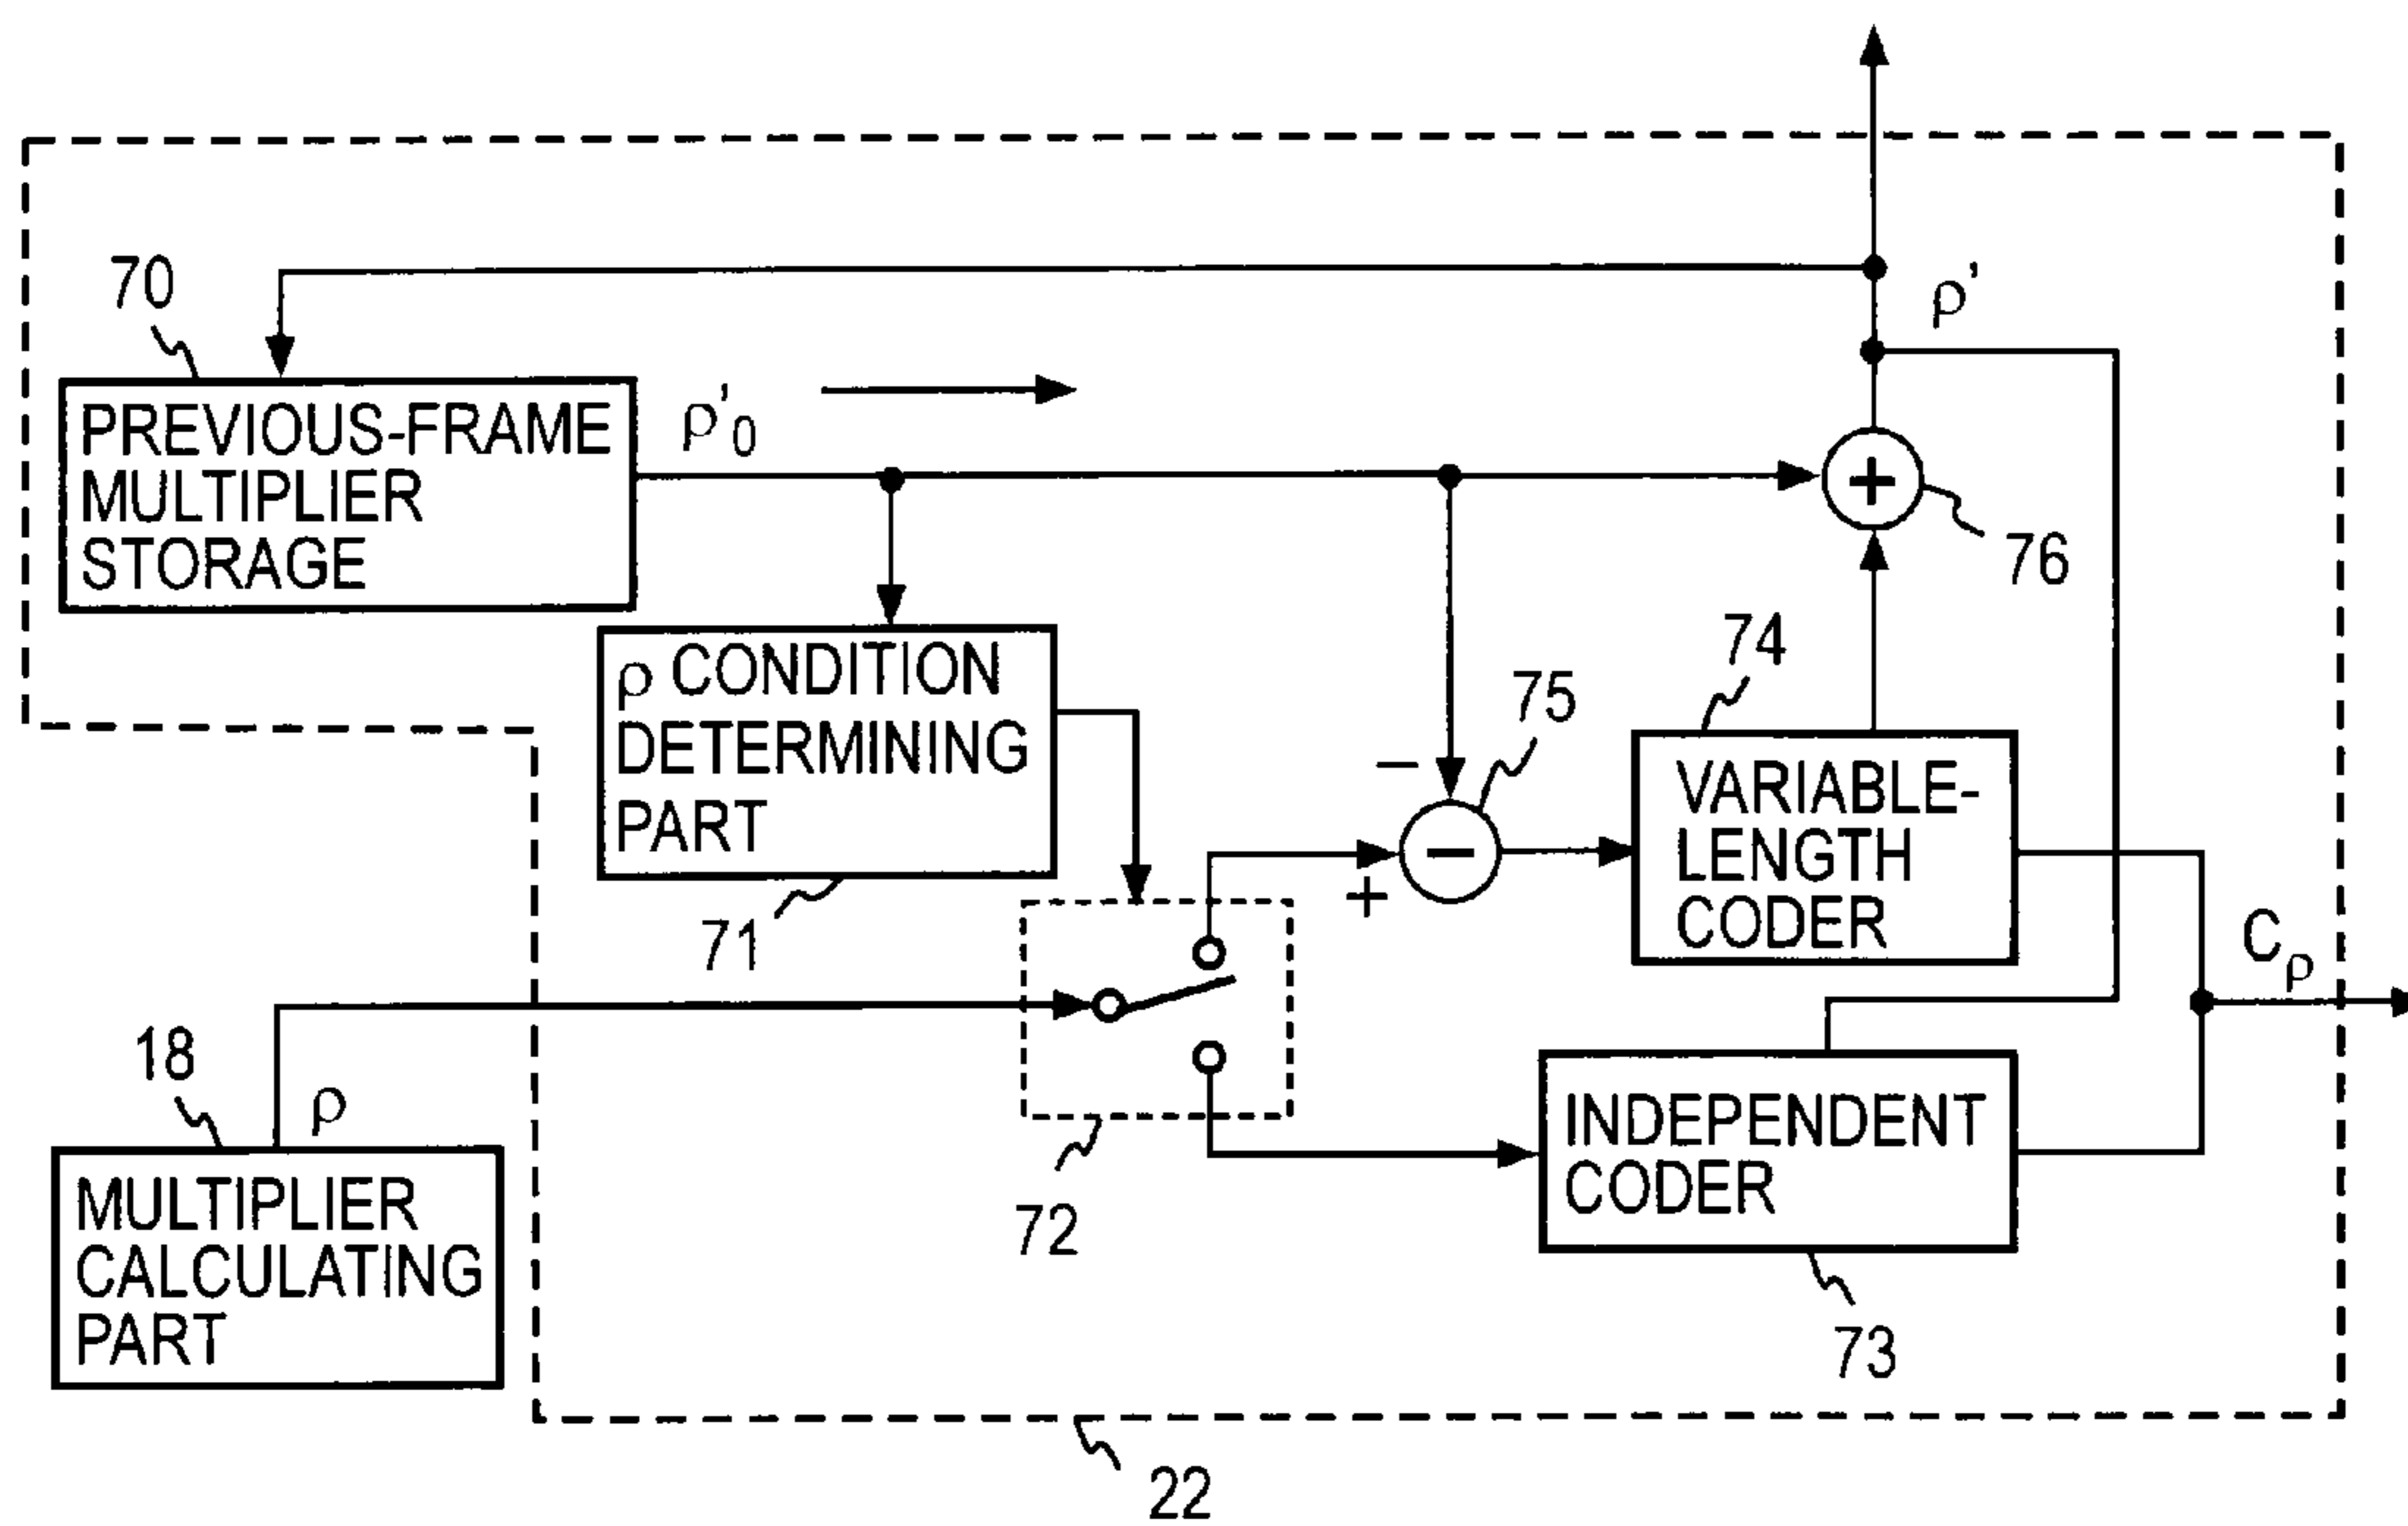 70
ρ'
ρ'0
PREVIOUS-FRAME
MULTIPLIER
STORAGE
+
76
74
75
ρ CONDITION
DETERMINING
PART
71
−
−
+
VARIABLE-
LENGTH
CODER
Cρ
18
ρ
72
MULTIPLIER
CALCULATING
PART
INDEPENDENT
CODER
73
22